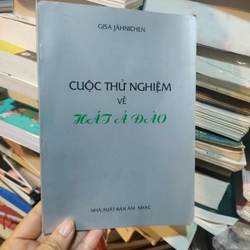 GISA JÄHNICHEN
CUỘC THỬ NGHIỆM
VỀ
HÁT Ả ĐÀO
NHÀ XUẤT BẢN ÂM NHẠC